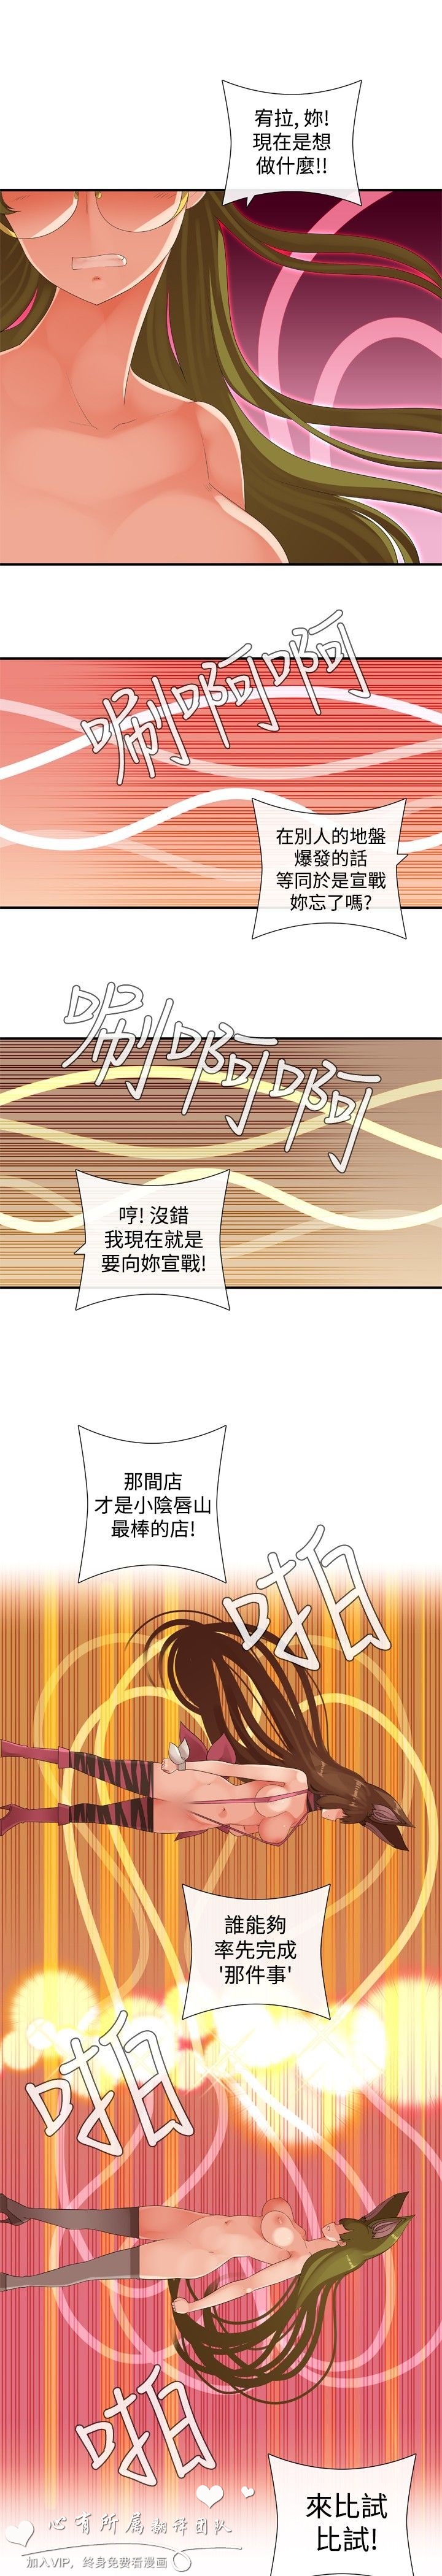 宥拉, 妳!
現在是想
做什麼!!
唰啊啊啊
在別人的地盤
爆發的話
等同於是宣戰
妳忘了嗎?
唰啊啊啊
哼! 沒錯
我現在就是
要向妳宣戰!
那間店
才是小陰唇山
最棒的店!
啪
誰能夠
率先完成
'那件事'
啪
啪
來比試
比試!
心有所属翻译团队
加入VIP，终身免费看漫画